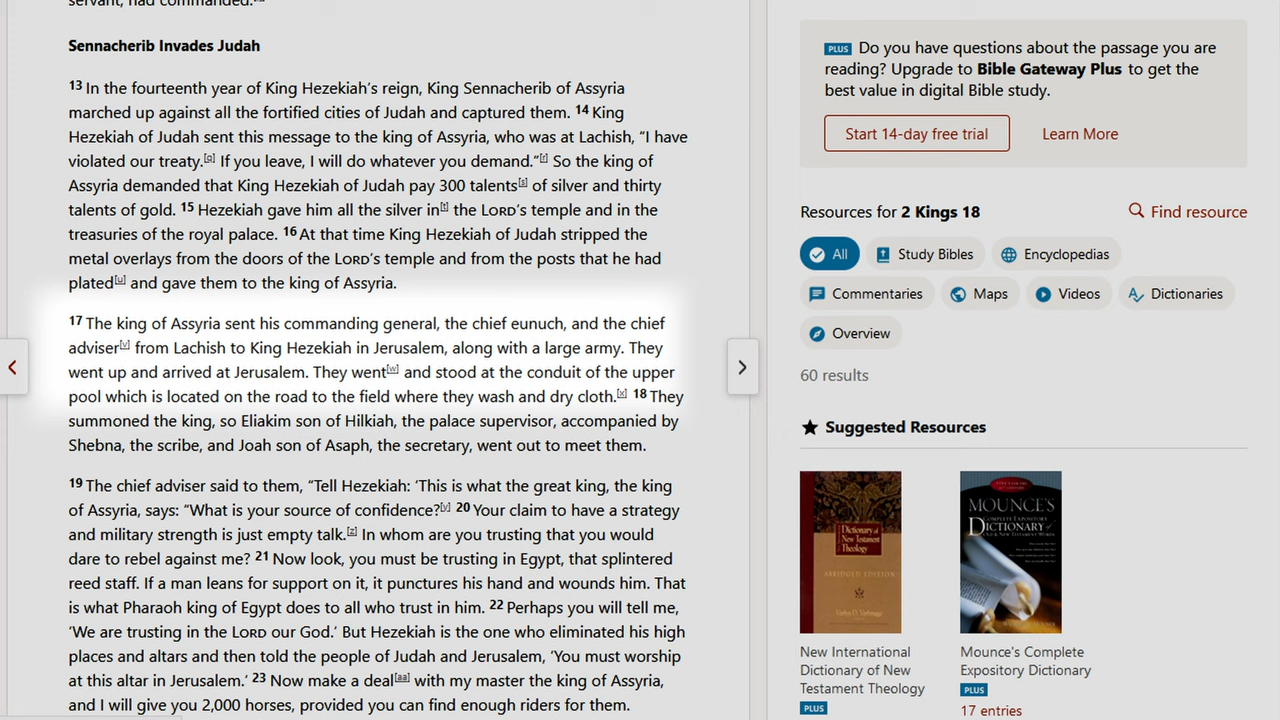 servant, had commanded.
Sennacherib Invades Judah
13 In the fourteenth year of King Hezekiah's reign, King Sennacherib of Assyria
marched up against all the fortified cities of Judah and captured them. 14 King
Hezekiah of Judah sent this message to the king of Assyria, who was at Lachish, "I have
violated our treaty.[q] If you leave, I will do whatever you demand."[r] So the king of
Assyria demanded that King Hezekiah of Judah pay 300 talents[s] of silver and thirty
talents of gold. 15 Hezekiah gave him all the silver in[t] the LORD's temple and in the
treasuries of the royal palace. 16 At that time King Hezekiah of Judah stripped the
metal overlays from the doors of the LORD's temple and from the posts that he had
plated[u] and gave them to the king of Assyria.
17 The king of Assyria sent his commanding general, the chief eunuch, and the chief
adviser[v] from Lachish to King Hezekiah in Jerusalem, along with a large army. They
went up and arrived at Jerusalem. They went[w] and stood at the conduit of the upper
pool which is located on the road to the field where they wash and dry cloth.[x] 18 They
summoned the king, so Eliakim son of Hilkiah, the palace supervisor, accompanied by
Shebna, the scribe, and Joah son of Asaph, the secretary, went out to meet them.
19 The chief adviser said to them, "Tell Hezekiah: 'This is what the great king, the king
of Assyria, says: "What is your source of confidence?[y] 20 Your claim to have a strategy
and military strength is just empty talk.[z] In whom are you trusting that you would
dare to rebel against me? 21 Now look, you must be trusting in Egypt, that splintered
reed staff. If a man leans for support on it, it punctures his hand and wounds him. That
is what Pharaoh king of Egypt does to all who trust in him. 22 Perhaps you will tell me,
'We are trusting in the LORD our God.' But Hezekiah is the one who eliminated his high
places and altars and then told the people of Judah and Jerusalem, 'You must worship
at this altar in Jerusalem.' 23 Now make a deal[aa] with my master the king of Assyria,
and I will give you 2,000 horses, provided you can find enough riders for them.
PLUS Do you have questions about the passage you are
reading? Upgrade to Bible Gateway Plus to get the
best value in digital Bible study.
Start 14-day free trial Learn More
Resources for 2 Kings 18 Find resource
All Study Bibles Encyclopedias
Commentaries Maps Videos Dictionaries
Overview
60 results
Suggested Resources
Dictionary of
New Testament
Theology
ABRIDGED EDITION
MOUNCE'S
COMPLETE EXPOSITORY
DICTIONARY
New International
Dictionary of New
Testament Theology
PLUS
Mounce's Complete
Expository Dictionary
PLUS
17 entries